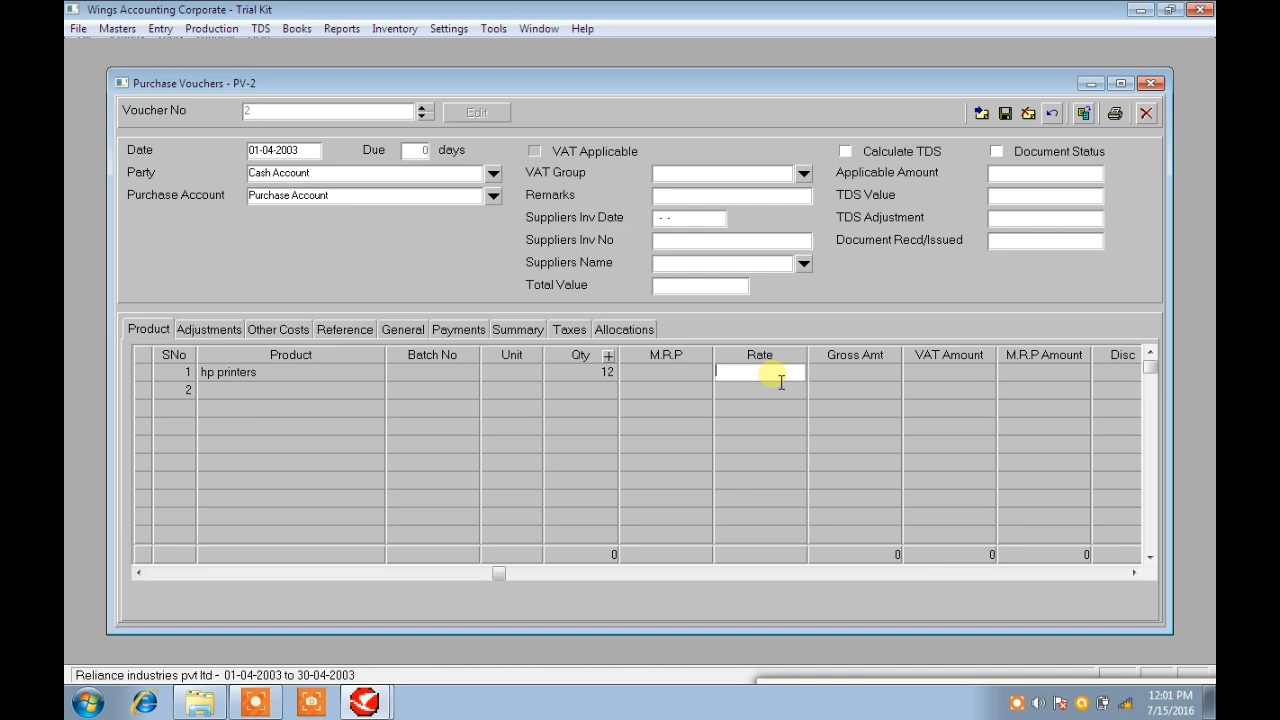 Wings Accounting Corporate - Trial Kit
File Masters Entry Production TDS Books Reports Inventory Settings Tools Window Help
Purchase Vouchers - PV-2
Voucher No 2 Edit
Date 01-04-2003 Due 0 days VAT Applicable Calculate TDS Document Status
Party Cash Account VAT Group Applicable Amount
Purchase Account Purchase Account Remarks TDS Value
Suppliers Inv Date - - TDS Adjustment
Suppliers Inv No Document Recd/Issued
Suppliers Name
Total Value
Product Adjustments Other Costs Reference General Payments Summary Taxes Allocations
SNo Product Batch No Unit Qty + M.R.P Rate Gross Amt VAT Amount M.R.P Amount Disc
1 hp printers 12
2
0 0 0 0
Reliance industries pvt ltd - 01-04-2003 to 30-04-2003
12:01 PM
7/15/2016